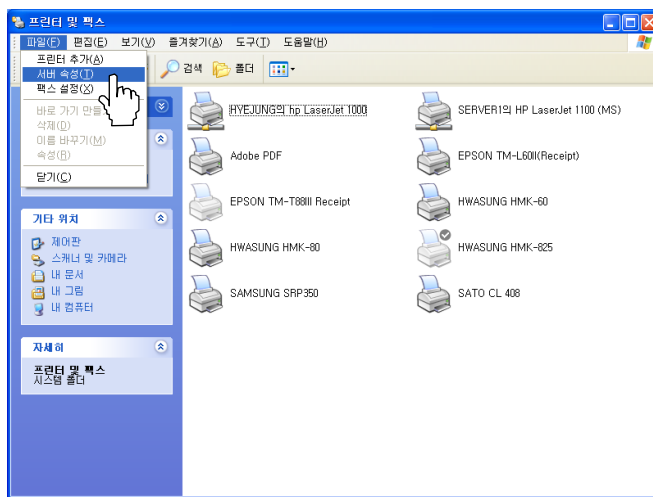 프린터 및 팩스
파일(F) 편집(E) 보기(V) 즐겨찾기(A) 도구(T) 도움말(H)
프린터 추가(A)
서버 속성(T)
팩스 설정(X)
바로 가기 만들
삭제(D)
이름 바꾸기(M)
속성(R)
닫기(C)
검색 폴더
기타 위치
제어판
스캐너 및 카메라
내 문서
내 그림
내 컴퓨터
자세히
프린터 및 팩스
시스템 폴더
HYEJUNG의 hp LaserJet 1000
SERVER1의 HP LaserJet 1100 (MS)
Adobe PDF
EPSON TM-L60II(Receipt)
EPSON TM-T88III Receipt
HWASUNG HMK-60
HWASUNG HMK-80
HWASUNG HMK-825
SAMSUNG SRP350
SATO CL 408